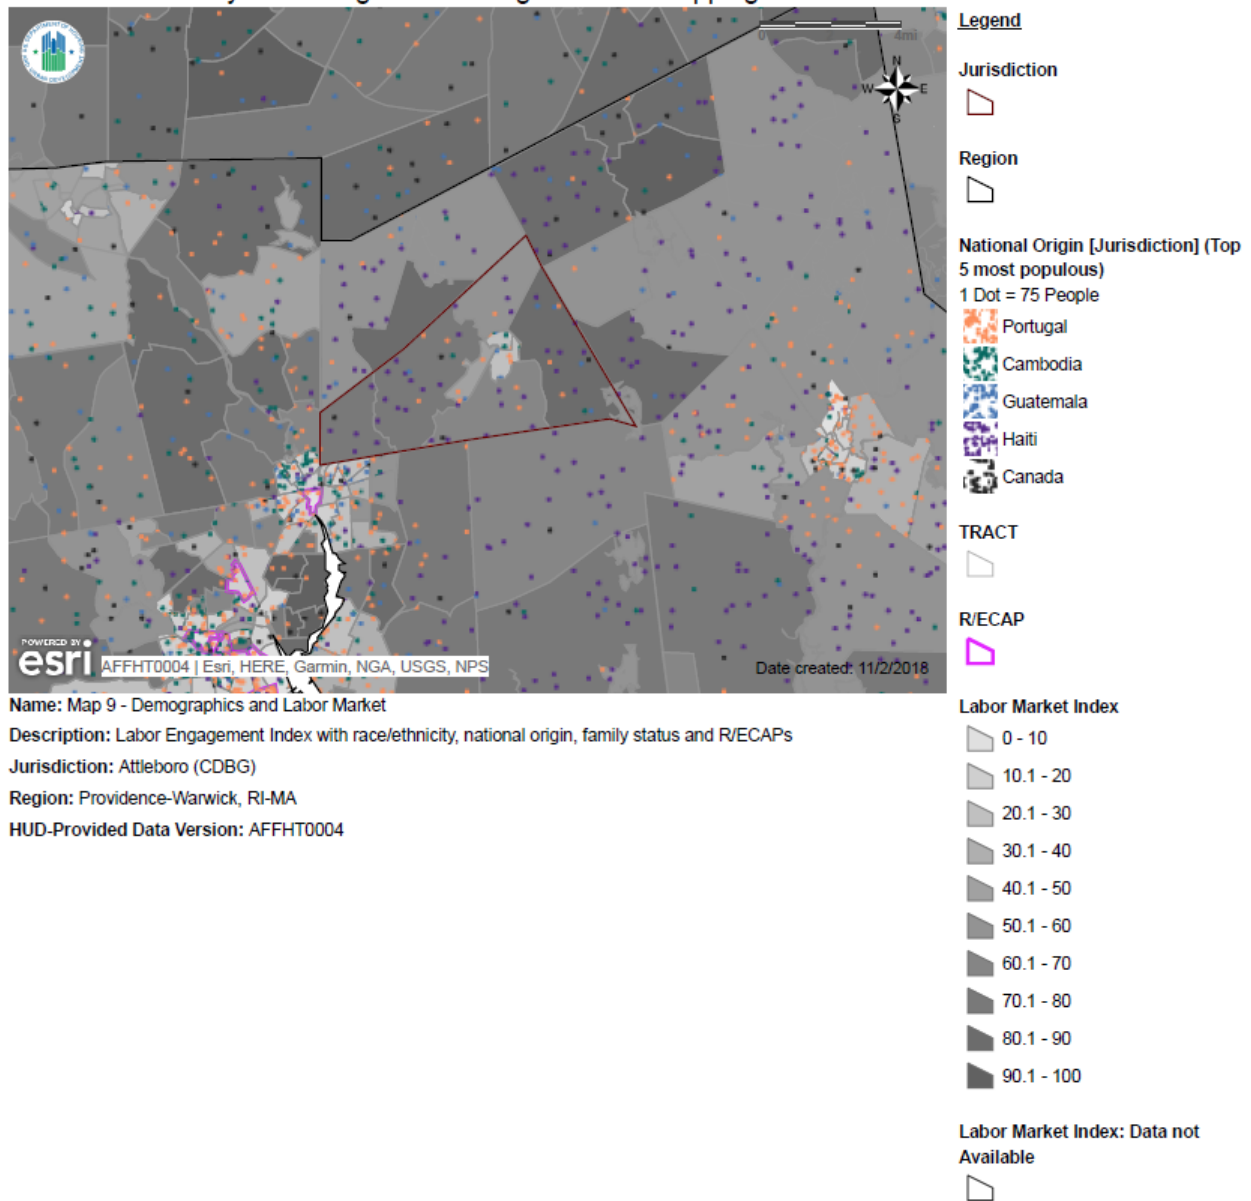 0 4mi
N
W E
S
POWERED BY
esri
AFFHT0004 | Esri, HERE, Garmin, NGA, USGS, NPS
Date created: 11/2/2018
Name: Map 9 - Demographics and Labor Market
Description: Labor Engagement Index with race/ethnicity, national origin, family status and R/ECAPs
Jurisdiction: Attleboro (CDBG)
Region: Providence-Warwick, RI-MA
HUD-Provided Data Version: AFFHT0004
Legend
Jurisdiction
Region
National Origin [Jurisdiction] (Top
5 most populous)
1 Dot = 75 People
Portugal
Cambodia
Guatemala
Haiti
Canada
TRACT
R/ECAP
Labor Market Index
0 - 10
10.1 - 20
20.1 - 30
30.1 - 40
40.1 - 50
50.1 - 60
60.1 - 70
70.1 - 80
80.1 - 90
90.1 - 100
Labor Market Index: Data not
Available